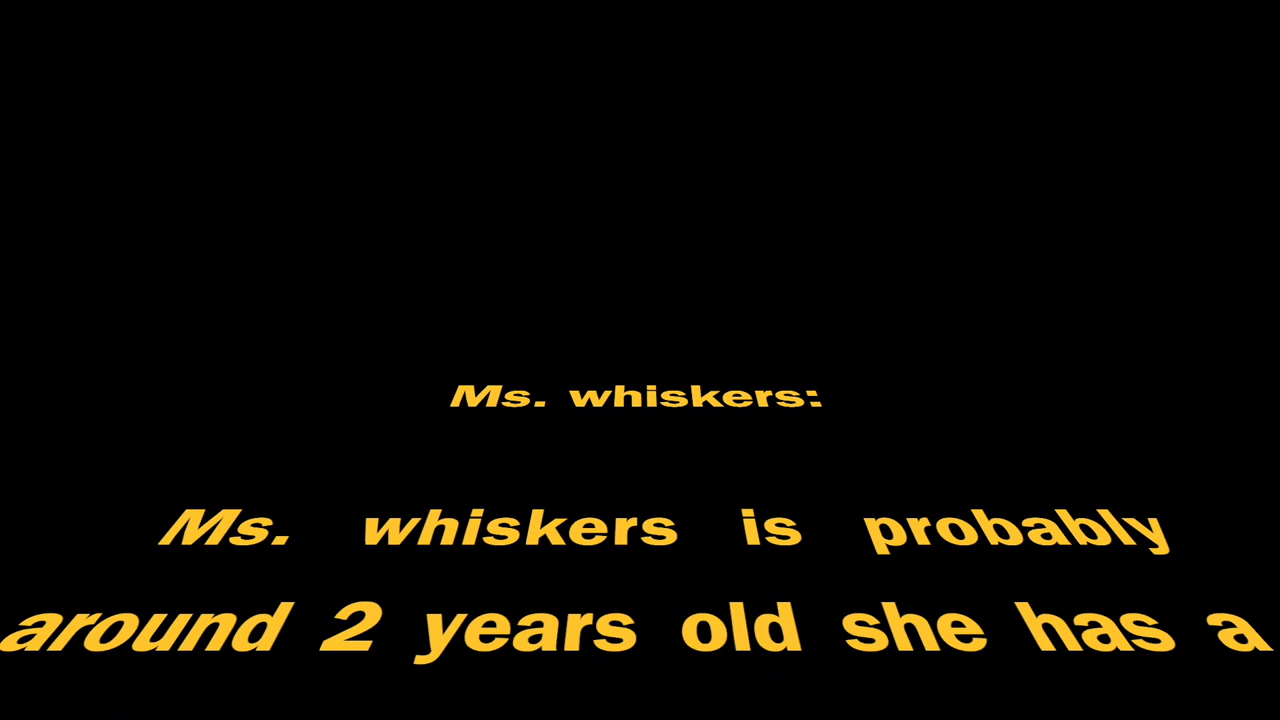 Ms. whiskers:
Ms. whiskers is probably
around 2 years old she has a